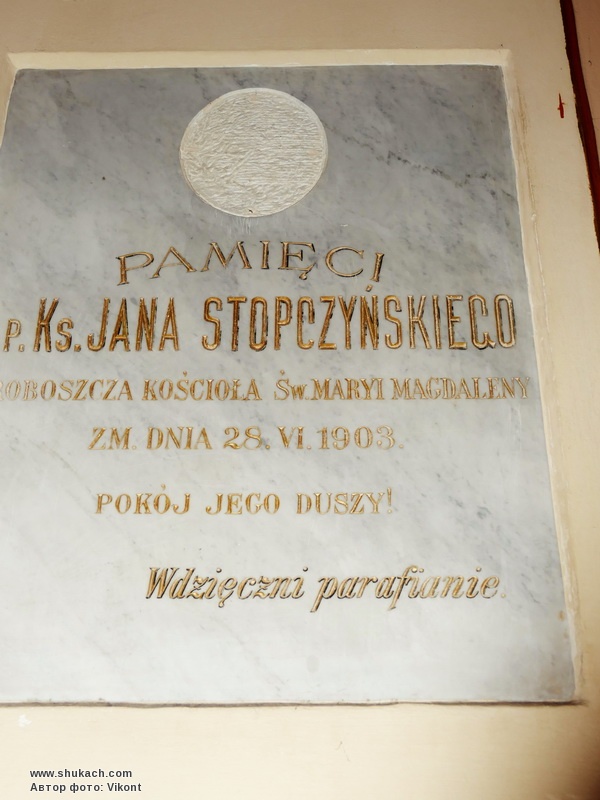 PAMIĘCI
P. Ks. JANA STOPCZYŃSKIEGO
ROBOSZCZA KOŚCIOŁA ŚW. MARYI MAGDALENY
ZM. DNIA 28. VI. 1903.
POKÓJ JEGO DUSZY!
Wdzięczni parafianie.
www.shukach.com
Автор фото: Vikont